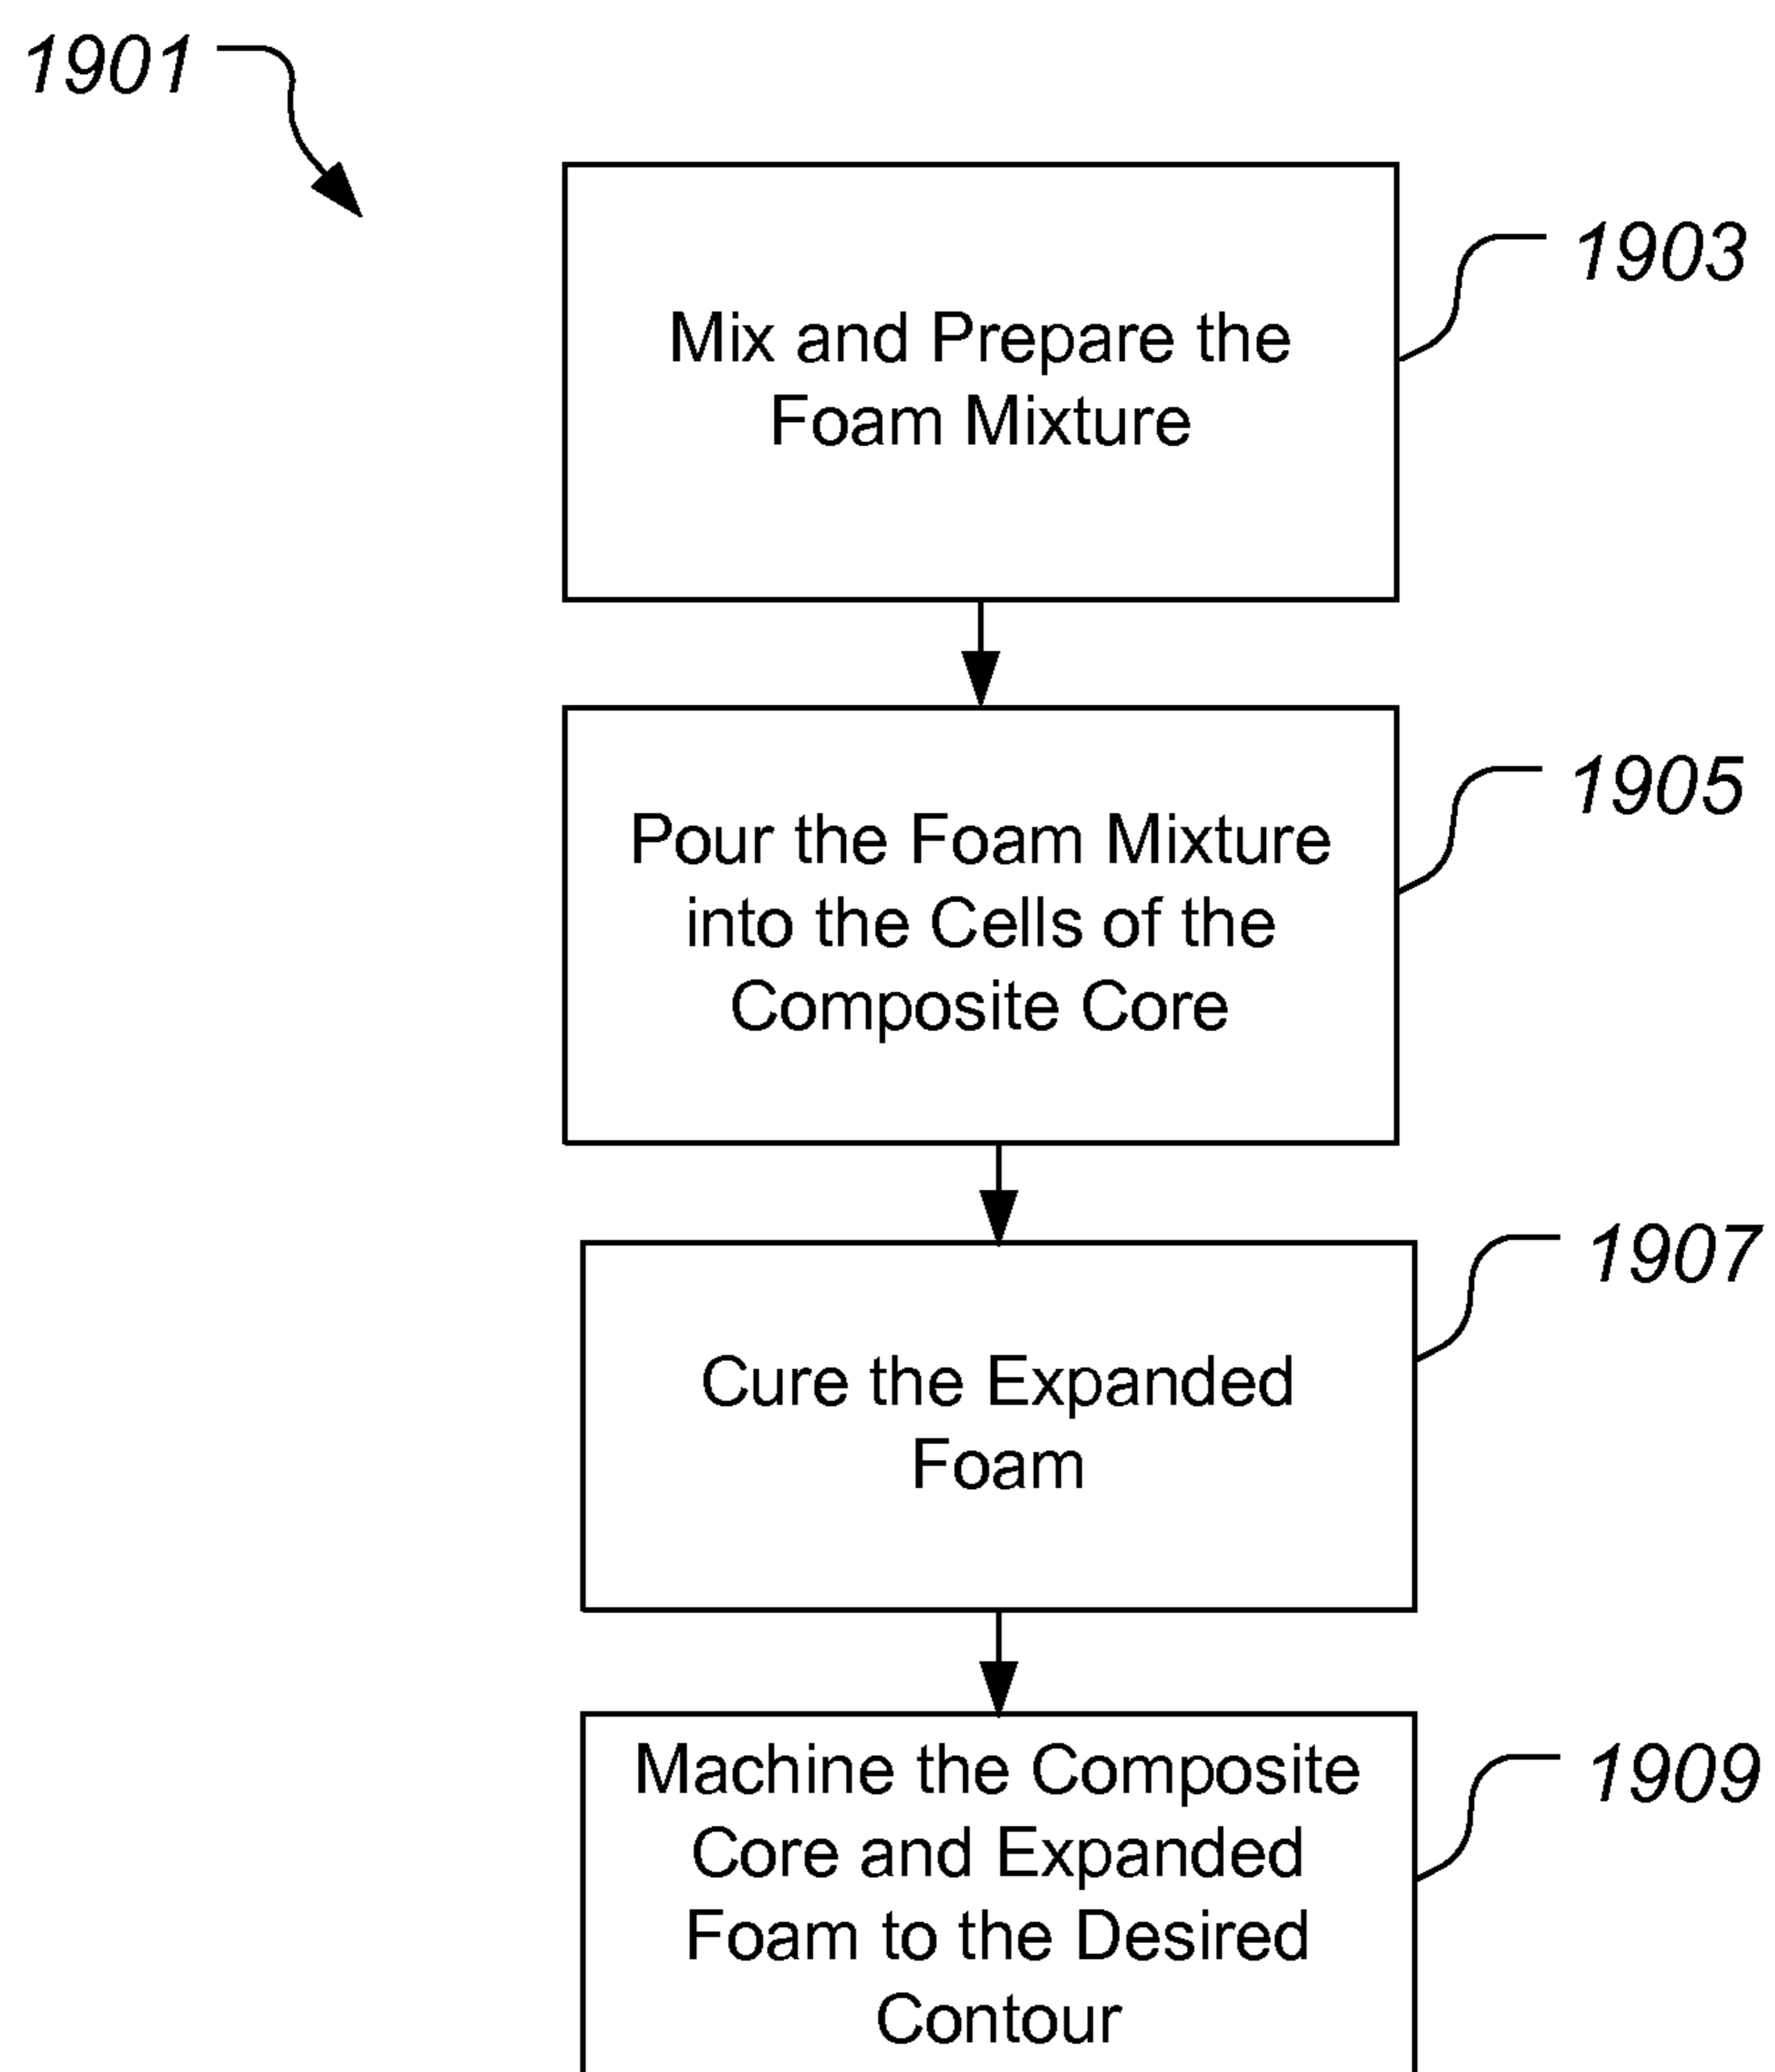 1901
1903
Mix and Prepare the
Foam Mixture
1905
Pour the Foam Mixture
into the Cells of the
Composite Core
1907
Cure the Expanded
Foam
1909
Machine the Composite
Core and Expanded
Foam to the Desired
Contour